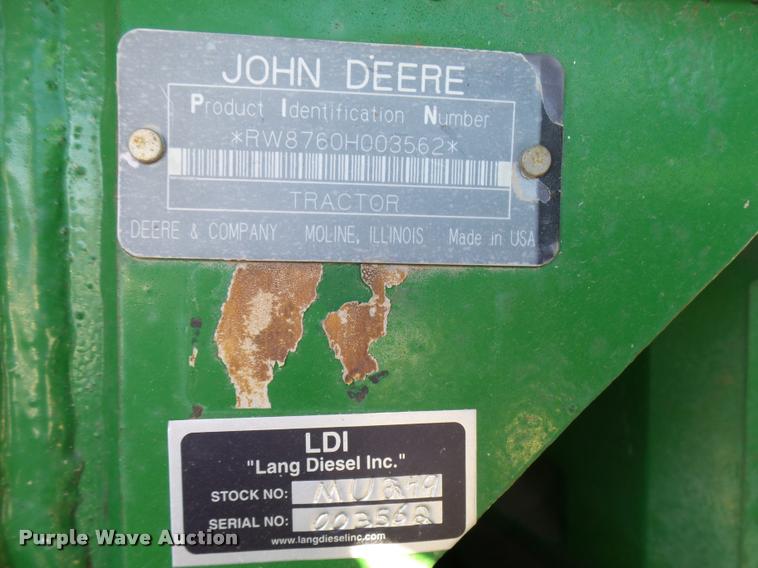 JOHN DEERE
Product Identification Number
*RW8760H003562*
TRACTOR
DEERE & COMPANY MOLINE, ILLINOIS Made in USA
LDI
"Lang Diesel Inc."
STOCK NO: MU249
SERIAL NO: 003562
www.langdieselinc.com
Purple Wave Auction